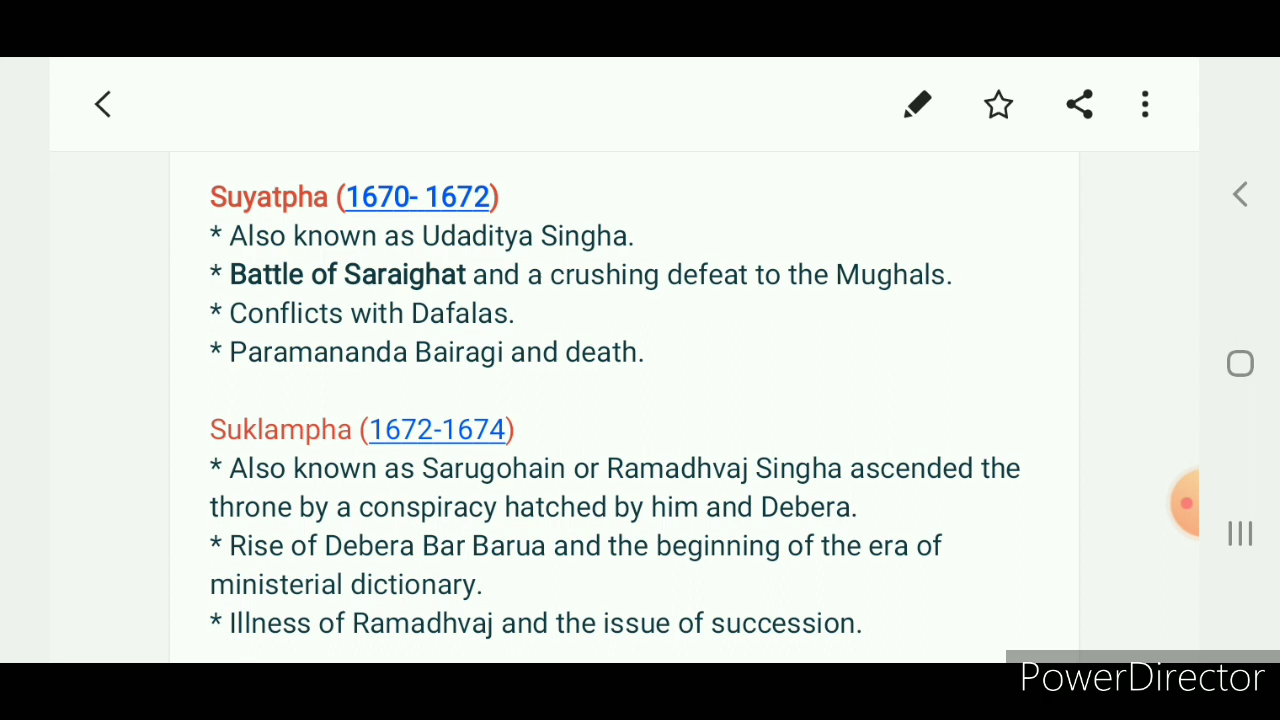 Suyatpha (1670- 1672)
* Also known as Udaditya Singha.
* Battle of Saraighat and a crushing defeat to the Mughals.
* Conflicts with Dafalas.
* Paramananda Bairagi and death.
Suklampha (1672-1674)
* Also known as Sarugohain or Ramadhvaj Singha ascended the
throne by a conspiracy hatched by him and Debera.
* Rise of Debera Bar Barua and the beginning of the era of
ministerial dictionary.
* Illness of Ramadhvaj and the issue of succession.
PowerDirector